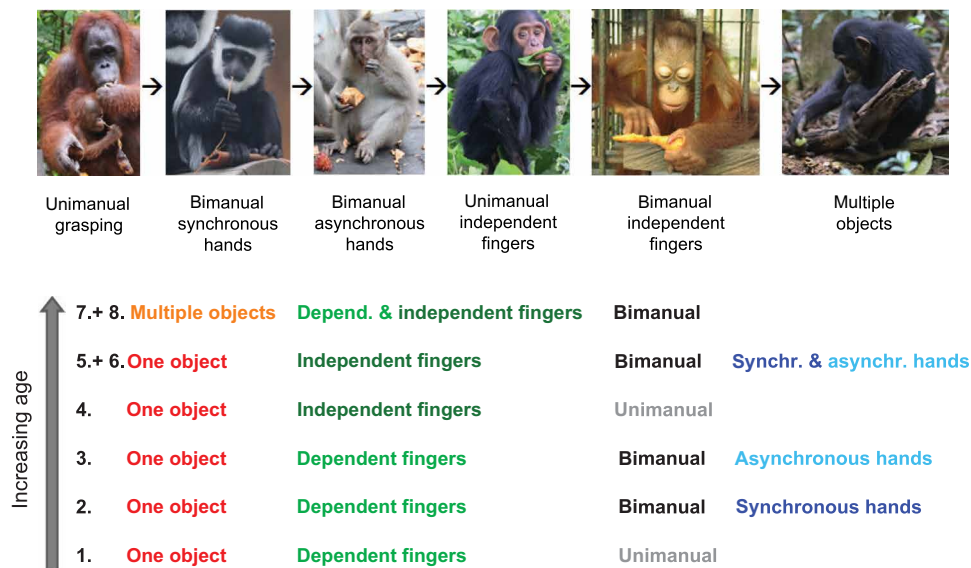 Unimanual
grasping
Bimanual
synchronous
hands
Bimanual
asynchronous
hands
Unimanual
independent
fingers
Bimanual
independent
fingers
Multiple
objects
Increasing age
7.+ 8. Multiple objects Depend. & independent fingers Bimanual
5.+ 6. One object Independent fingers Bimanual Synchr. & asynchr. hands
4. One object Independent fingers Unimanual
3. One object Dependent fingers Bimanual Asynchronous hands
2. One object Dependent fingers Bimanual Synchronous hands
1. One object Dependent fingers Unimanual